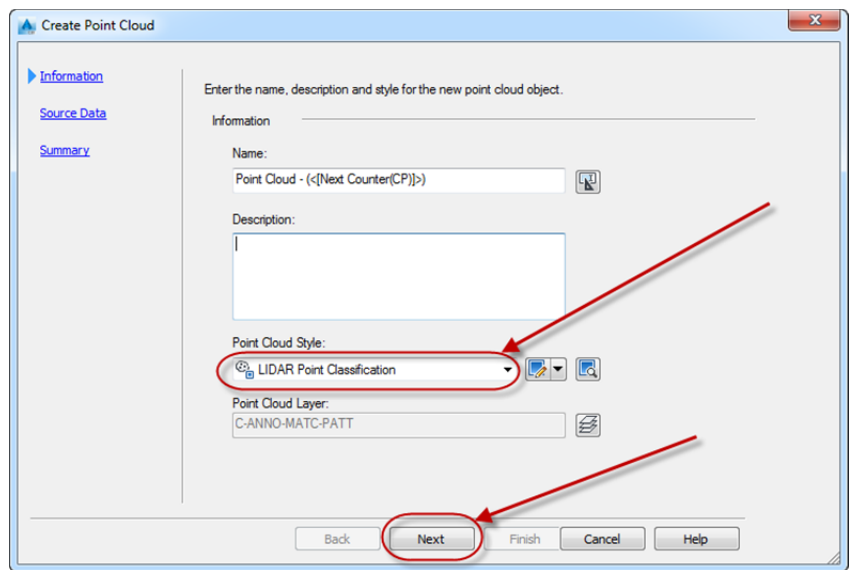 Create Point Cloud
Information
Source Data
Summary
Enter the name, description and style for the new point cloud object.
Information
Name:
Point Cloud - (<[Next Counter(CP)]>)
Description:
Point Cloud Style:
LIDAR Point Classification
Point Cloud Layer:
C-ANNO-MATC-PATT
Back Next Finish Cancel Help